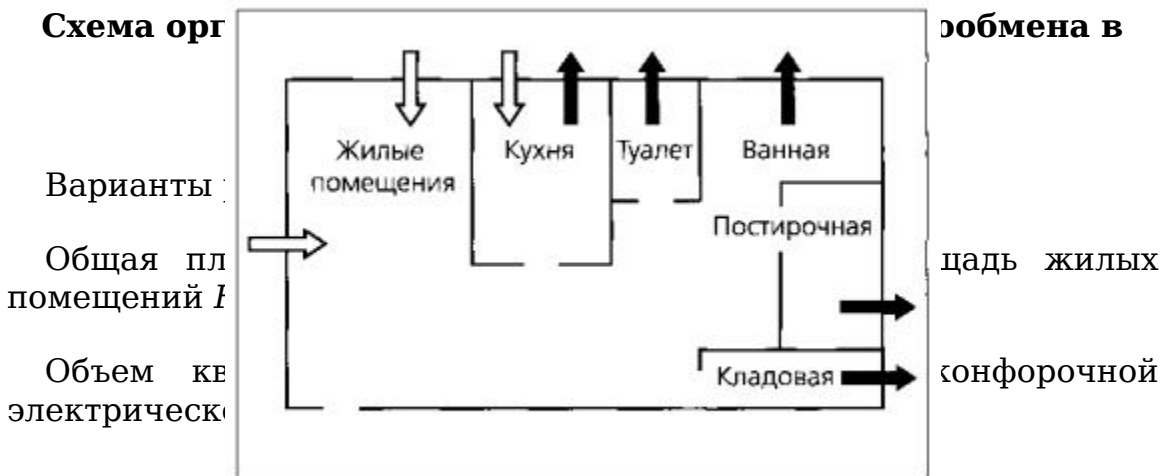 Схема орг
ообмена в
Жилые
помещения
Кухня
Туалет
Ванная
Варианты
Постирочная
Общая пл
щадь жилых
помещений
Объем кв
конфорочной
Кладовая
электрическо